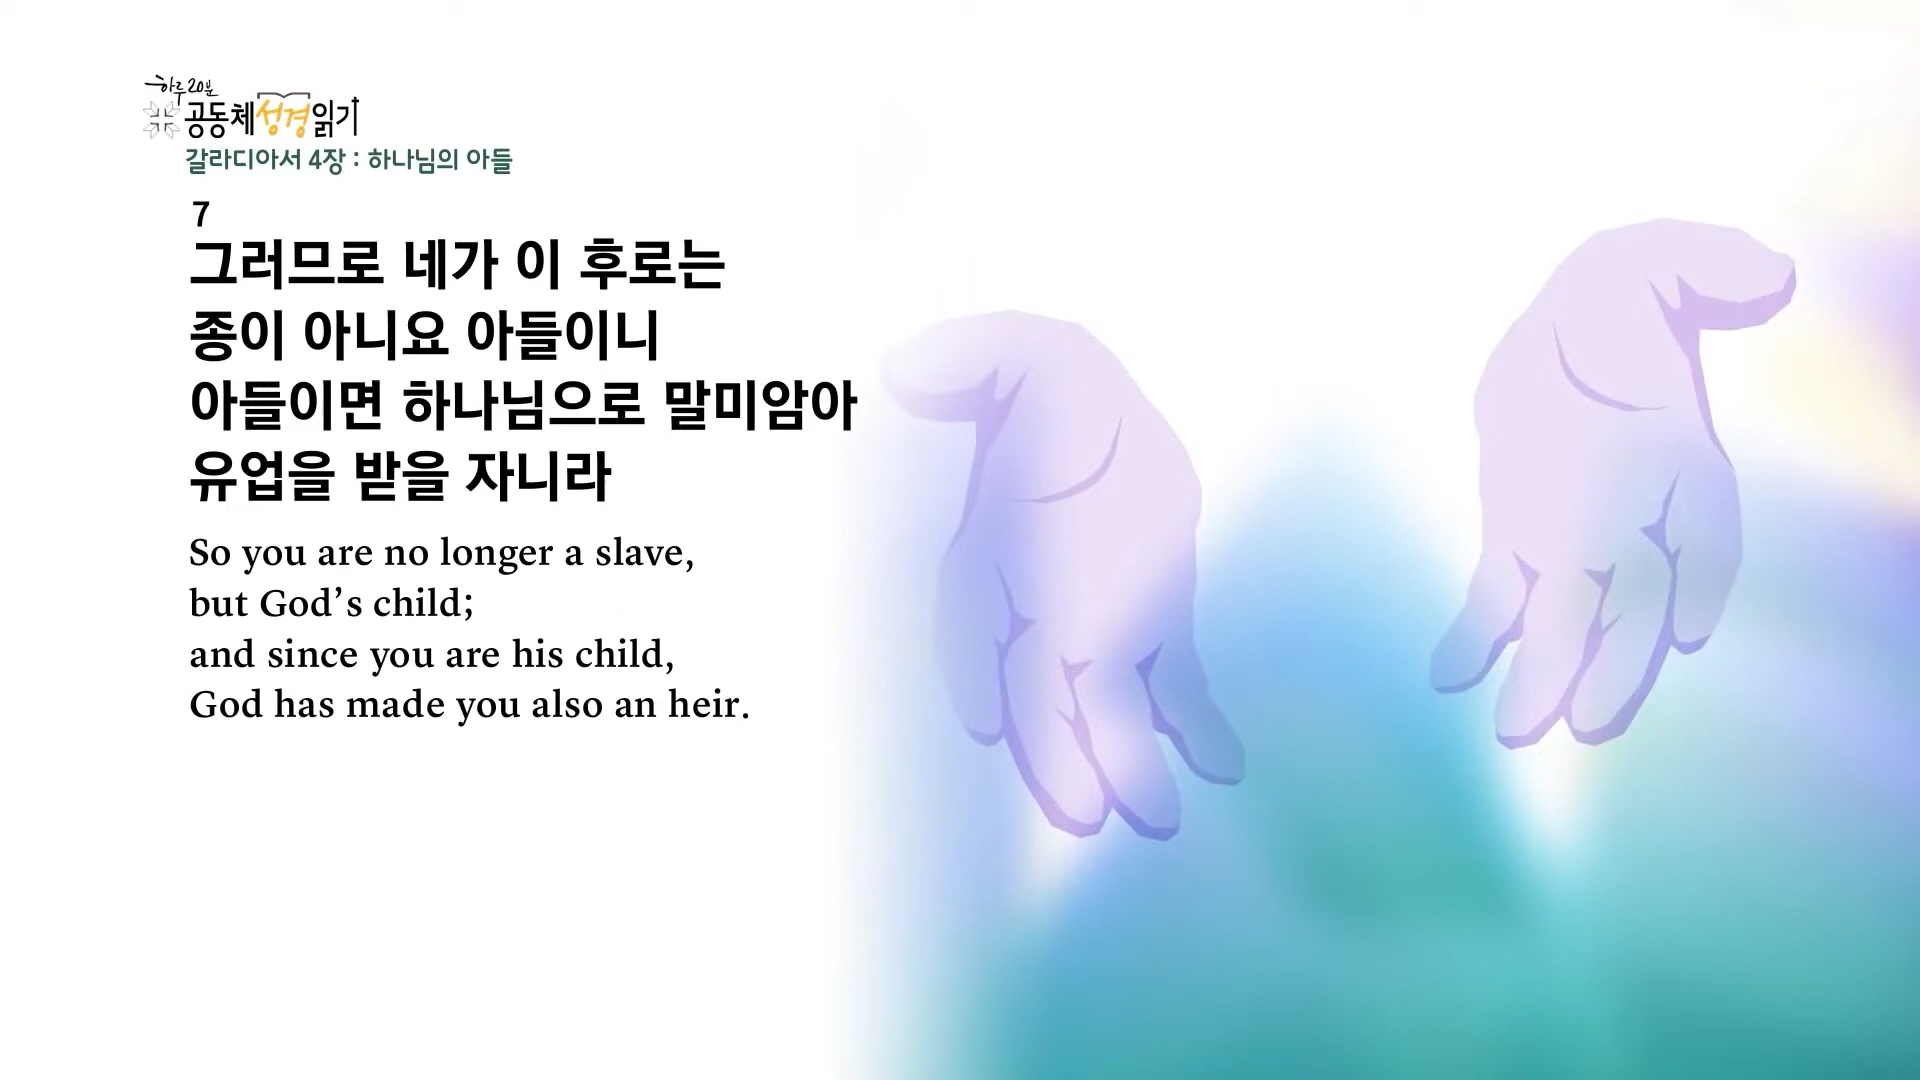 하루 20분
공동체성경읽기
갈라디아서 4장 : 하나님의 아들
7
그러므로 네가 이 후로는
종이 아니요 아들이니
아들이면 하나님으로 말미암아
유업을 받을 자니라
So you are no longer a slave,
but God’s child;
and since you are his child,
God has made you also an heir.